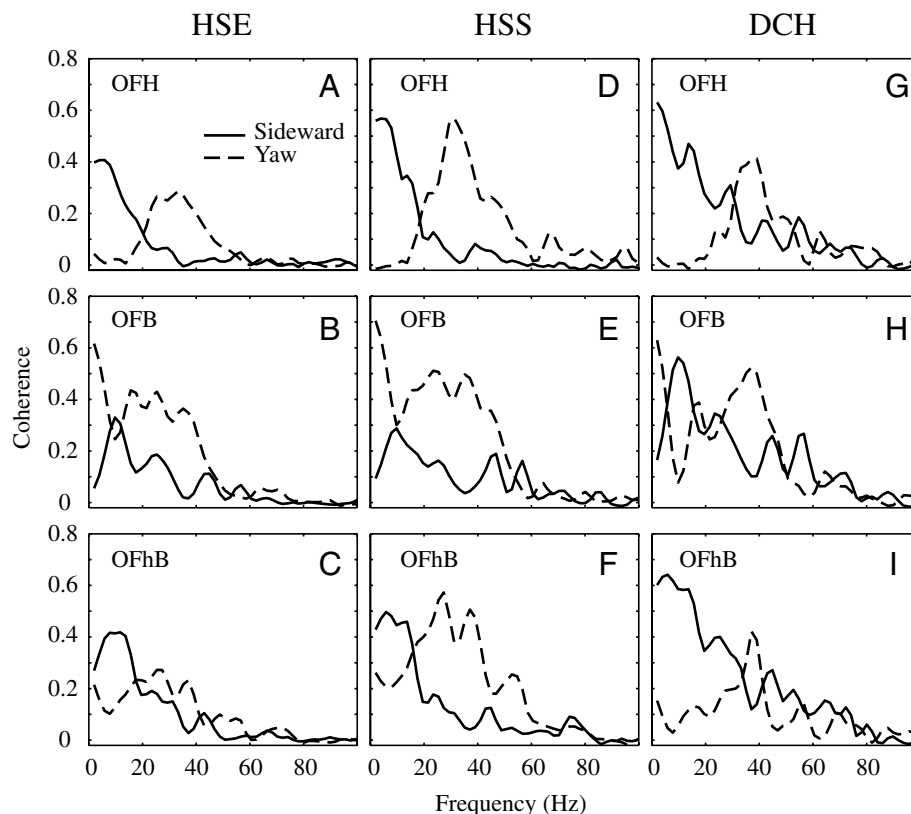 HSE HSS DCH
0.8 OFH A OFH D OFH G
Sideward
Yaw
0.6
0.4
0.2
0
0.8 OFB B OFB E OFB H
0.6
0.4
0.2
0
Coherence
0.8 OFhB C OFhB F OFhB I
0.6
0.4
0.2
0
0 20 40 60 80 0 20 40 60 80 0 20 40 60 80
Frequency (Hz)